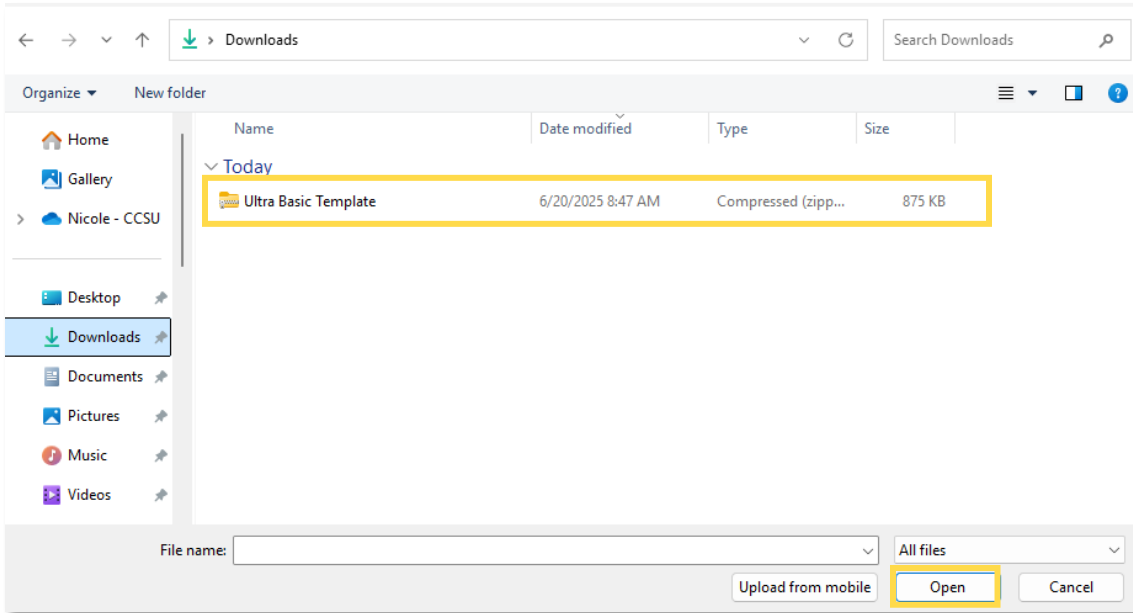 Downloads
Search Downloads
Organize
New folder
Home
Gallery
Nicole - CCSU
Desktop
Downloads
Documents
Pictures
Music
Videos
Name Date modified Type Size
Today
Ultra Basic Template 6/20/2025 8:47 AM Compressed (zipp... 875 KB
File name:
All files
Upload from mobile
Open
Cancel